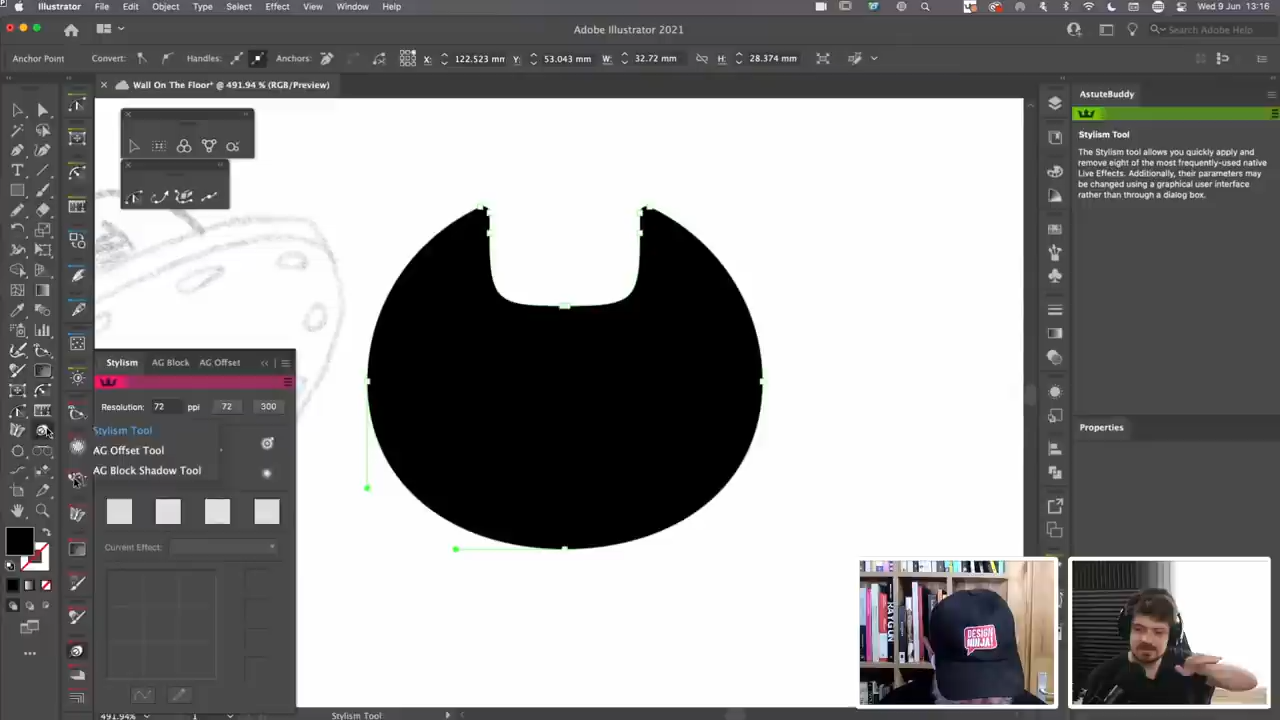 Illustrator File Edit Object Type Select Effect View Window Help
Wed 9 Jun 13:16
Adobe Illustrator 2021
Search Adobe Help
Anchor Point Convert: Handles: Anchors: X: 122.523 mm Y: 53.043 mm W: 32.72 mm H: 28.374 mm
Wall On The Floor* @ 491.94 % (RGB/Preview)
AstuteBuddy
Stylism Tool
The Stylism tool allows you quickly apply and
remove eight of the most frequently-used native
Live Effects. Additionally, their parameters may
be changed using a graphical user interface
rather than through a dialog box.
Stylism AG Block AG Offset
Resolution: 72 ppi 72 300
Stylism Tool
AG Offset Tool
AG Block Shadow Tool
Current Effect:
Properties
DESIGN
NINJA!
491.94% 1 Stylism Tool